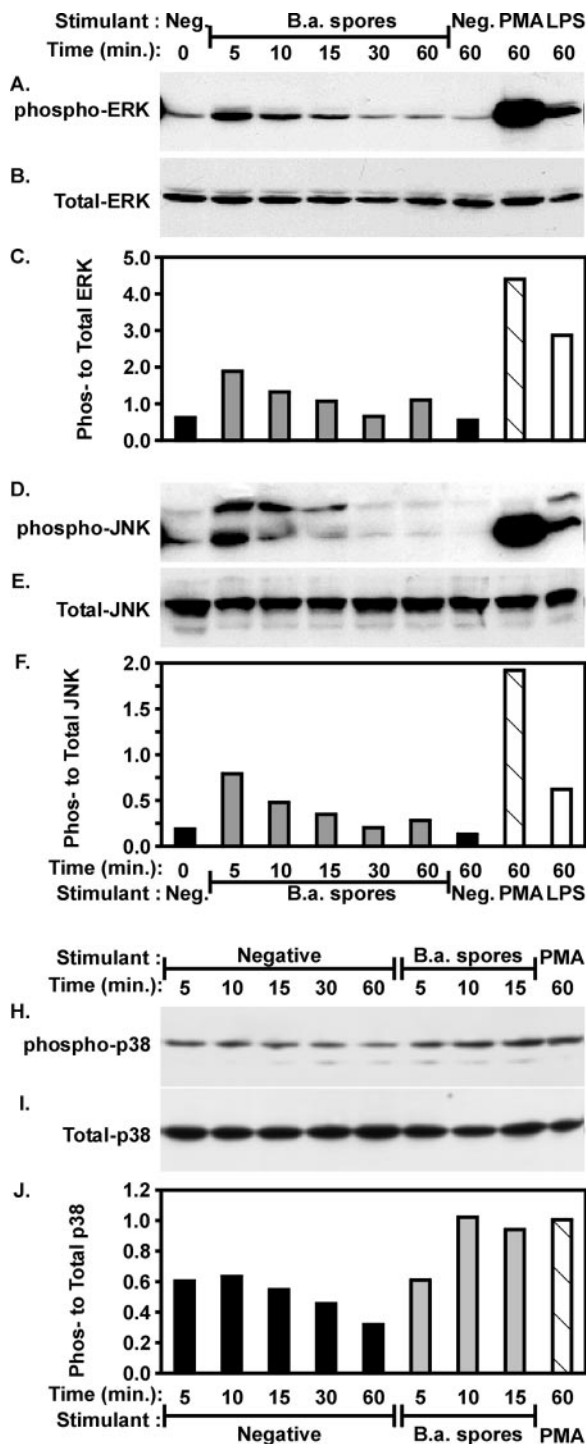 Stimulant : Neg. B.a. spores Neg. PMA LPS
Time (min.): 0 5 10 15 30 60 60 60 60
A.
phospho-ERK
B.
Total-ERK
C.
Phos- to Total ERK
5.0
4.0
3.0
2.0
1.0
0.0
D.
phospho-JNK
E.
Total-JNK
F.
Phos- to Total JNK
2.0
1.5
1.0
0.5
0
Time (min.): 0 5 10 15 30 60 60 60 60
Stimulant : Neg. B.a. spores Neg. PMA LPS
Stimulant : Negative B.a. spores PMA
Time (min.): 5 10 15 30 60 5 10 15 60
H.
phospho-p38
I.
Total-p38
J.
Phos- to Total p38
1.2
1.0
0.8
0.6
0.4
0.2
0.0
Time (min.): 5 10 15 30 60 5 10 15 60
Stimulant : Negative B.a. spores PMA